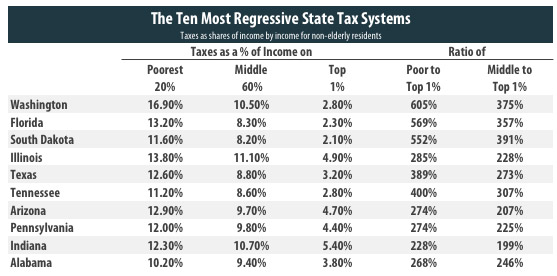 The Ten Most Regressive State Tax Systems
Taxes as shares of income by income for non-elderly residents
Taxes as a % of Income on Ratio of
Poorest Middle Top Poor to Middle to
20% 60% 1% Top 1% Top 1%
Washington 16.90% 10.50% 2.80% 605% 375%
Florida 13.20% 8.30% 2.30% 569% 357%
South Dakota 11.60% 8.20% 2.10% 552% 391%
Illinois 13.80% 11.10% 4.90% 285% 228%
Texas 12.60% 8.80% 3.20% 389% 273%
Tennessee 11.20% 8.60% 2.80% 400% 307%
Arizona 12.90% 9.70% 4.70% 274% 207%
Pennsylvania 12.00% 9.80% 4.40% 274% 225%
Indiana 12.30% 10.70% 5.40% 228% 199%
Alabama 10.20% 9.40% 3.80% 268% 246%